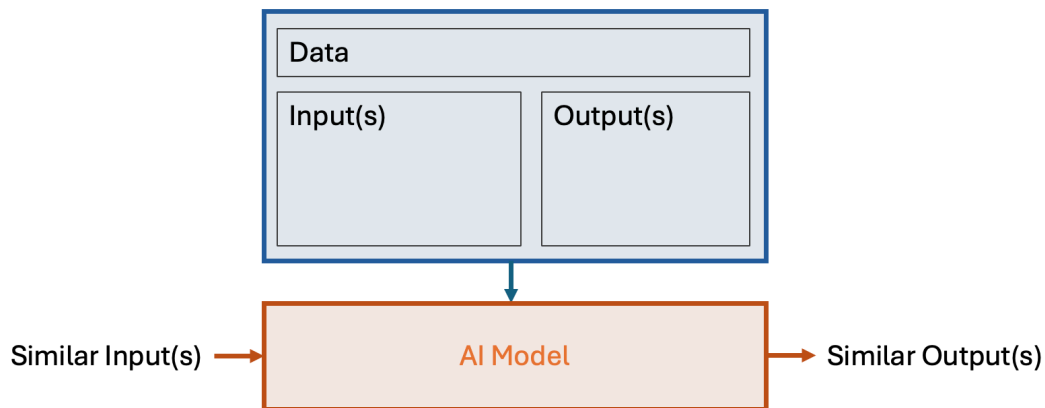 Data
Input(s)
Output(s)
Similar Input(s)
AI Model
Similar Output(s)